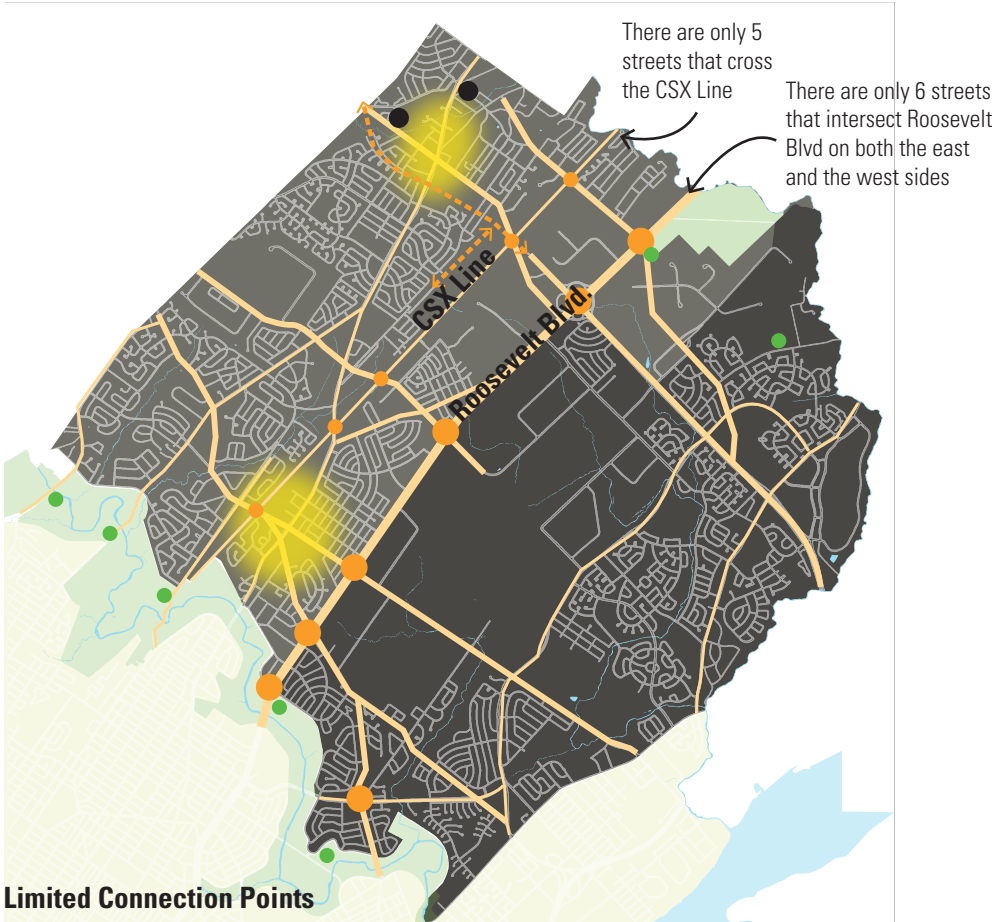 There are only 5
streets that cross
the CSX Line
There are only 6 streets
that intersect Roosevelt
Blvd on both the east
and the west sides
CSX Line
Roosevelt Blvd.
Limited Connection Points